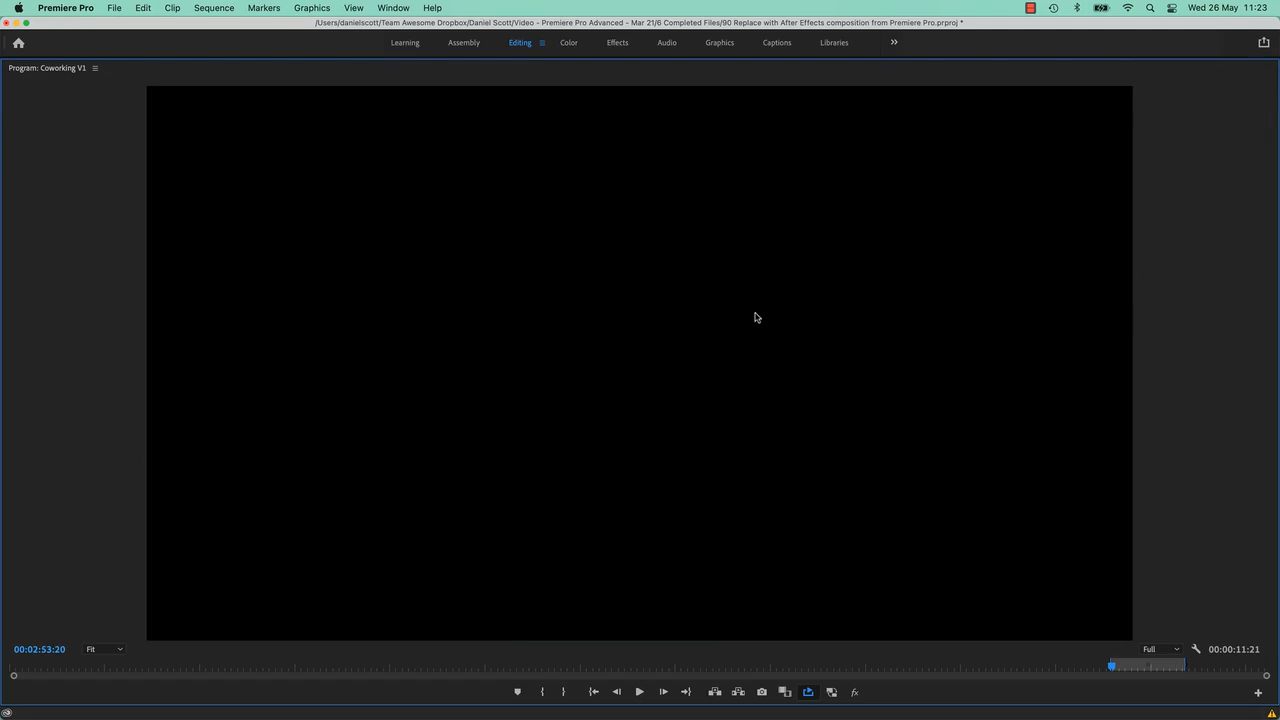 Premiere Pro File Edit Clip Sequence Markers Graphics View Window Help Wed 26 May 11:23
/Users/danielscott/Team Awesome Dropbox/Daniel Scott/Video - Premiere Pro Advanced - Mar 21/6 Completed Files/90 Replace with After Effects composition from Premiere Pro.prproj *
Learning Assembly Editing Color Effects Audio Graphics Captions Libraries
Program: Coworking V1
00:02:53:20 Fit Full 00:00:11:21
fx